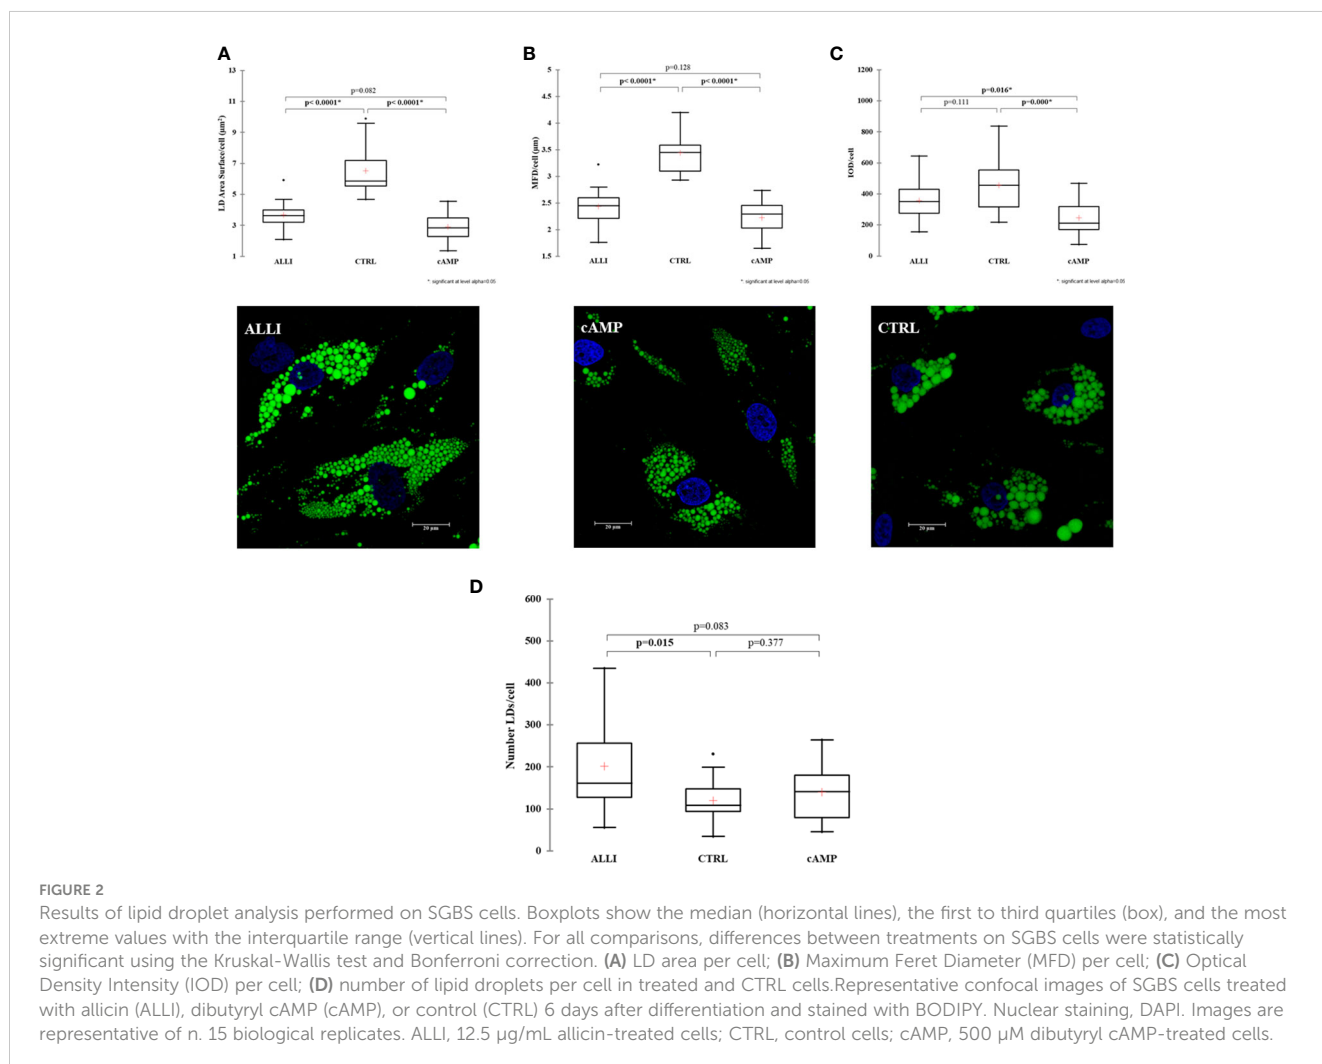 A
13
11
9
7
5
3
1
LD Area Surface/cell (µm²)
p=0.082
p< 0.0001*
p< 0.0001*
ALLI
CTRL
cAMP
*: significant at level alpha=0.05
B
5
4.5
4
3.5
3
2.5
2
1.5
MFD/cell (µm)
p=0.128
p< 0.0001*
p< 0.0001*
ALLI
CTRL
cAMP
*: significant at level alpha=0.05
C
1200
1000
800
600
400
200
0
IOD/cell
p=0.016*
p=0.111
p=0.000*
ALLI
CTRL
cAMP
*: significant at level alpha=0.05
ALLI
20 µm
cAMP
20 µm
CTRL
20 µm
D
600
500
400
300
200
100
0
Number LDs/cell
p=0.083
p=0.015
p=0.377
ALLI
CTRL
cAMP
FIGURE 2
Results of lipid droplet analysis performed on SGBS cells. Boxplots show the median (horizontal lines), the first to third quartiles (box), and the most
extreme values with the interquartile range (vertical lines). For all comparisons, differences between treatments on SGBS cells were statistically
significant using the Kruskal-Wallis test and Bonferroni correction. (A) LD area per cell; (B) Maximum Feret Diameter (MFD) per cell; (C) Optical
Density Intensity (IOD) per cell; (D) number of lipid droplets per cell in treated and CTRL cells.Representative confocal images of SGBS cells treated
with allicin (ALLI), dibutyryl cAMP (cAMP), or control (CTRL) 6 days after differentiation and stained with BODIPY. Nuclear staining, DAPI. Images are
representative of n. 15 biological replicates. ALLI, 12.5 µg/mL allicin-treated cells; CTRL, control cells; cAMP, 500 µM dibutyryl cAMP-treated cells.